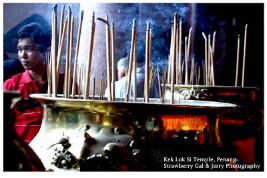 Kek Lok Si Temple, Penang-
Strawberry Gal & Jerry Photography